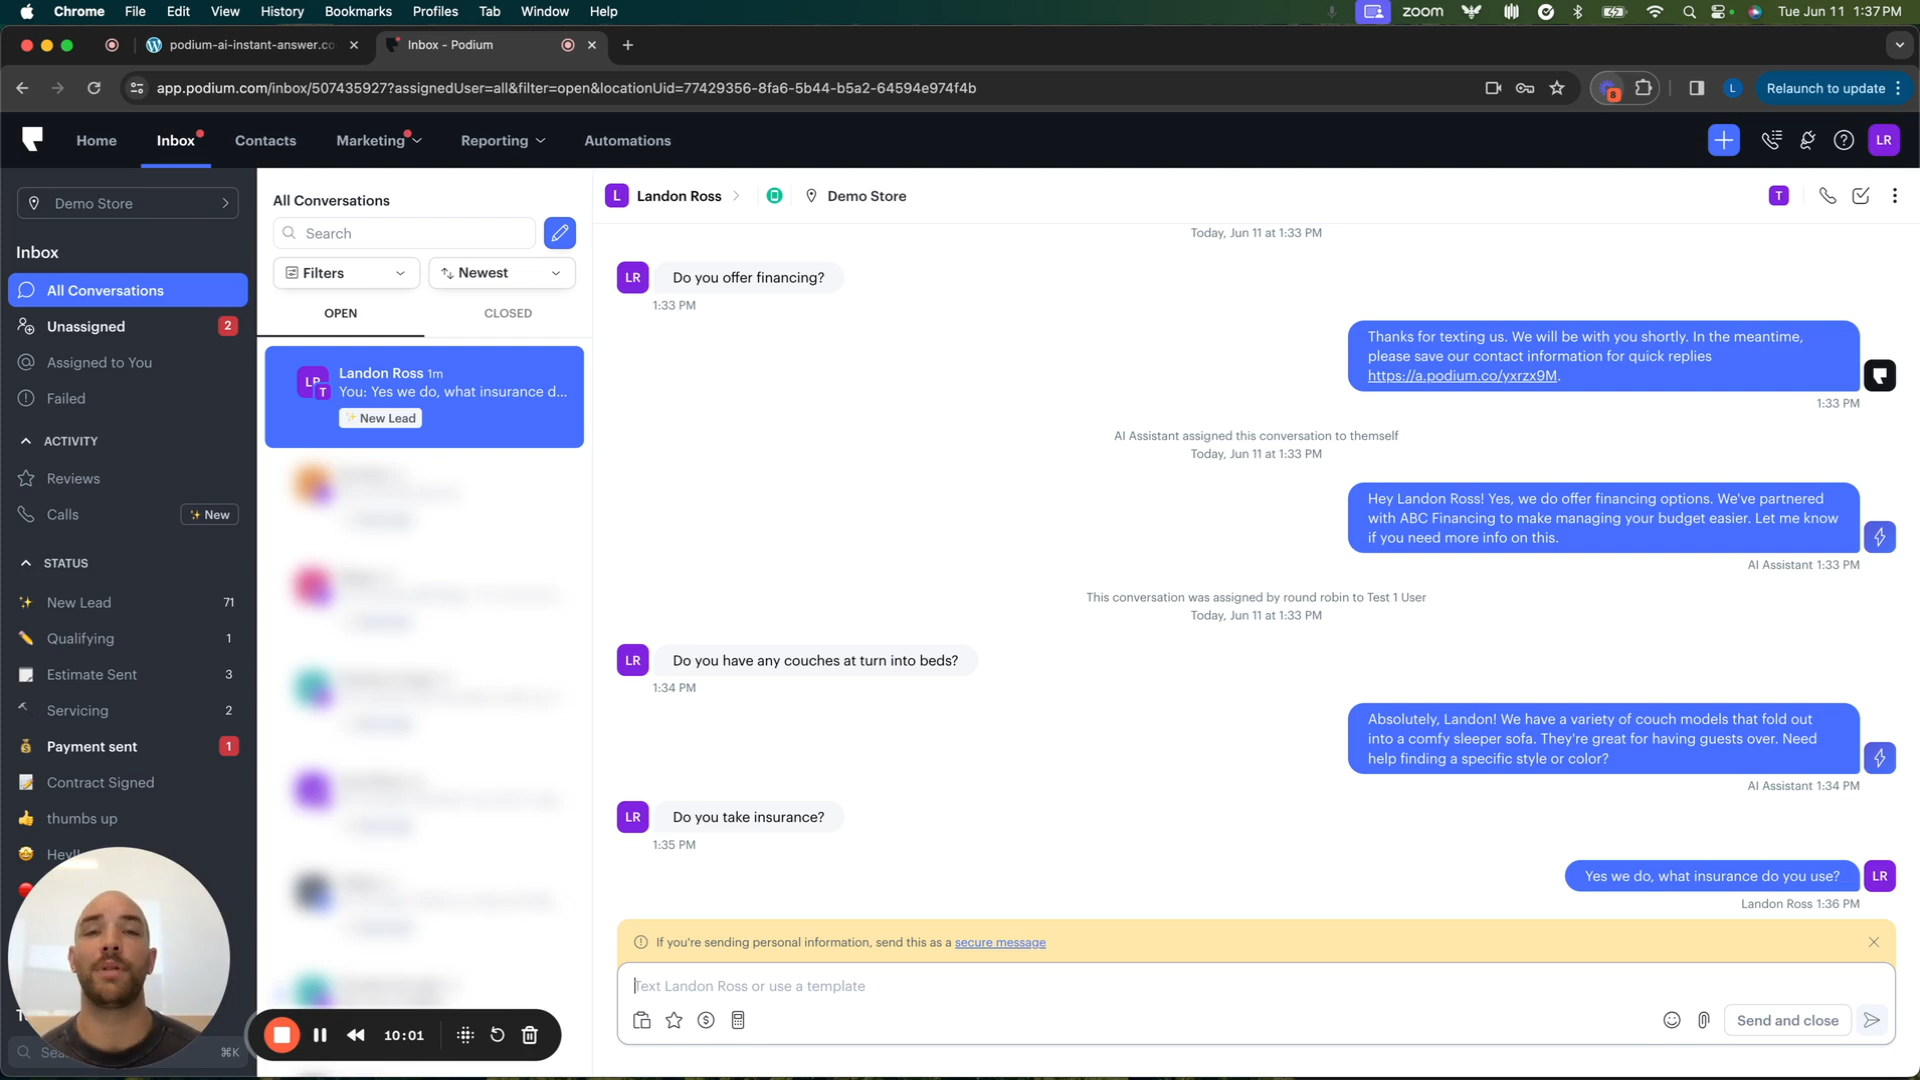 Chrome File Edit View History Bookmarks Profiles Tab Window Help
zoom
Tue Jun 11 1:37 PM
podium-ai-instant-answer.co
Inbox - Podium
app.podium.com/inbox/507435927?assignedUser=all&filter=open&locationUid=77429356-8fa6-5b44-b5a2-64594e974f4b
8
L
Relaunch to update
Home
Inbox
Contacts
Marketing
Reporting
Automations
LR
Demo Store
Inbox
All Conversations
Unassigned 2
Assigned to You
Failed
ACTIVITY
Reviews
Calls New
STATUS
New Lead 71
Qualifying 1
Estimate Sent 3
Servicing 2
Payment sent 1
Contract Signed
thumbs up
Hey!!
⌘K
All Conversations
Search
Filters
Newest
OPEN
CLOSED
Landon Ross 1m
T
You: Yes we do, what insurance d...
New Lead
10:01
L Landon Ross
Demo Store
T
Today, Jun 11 at 1:33 PM
LR
Do you offer financing?
1:33 PM
Thanks for texting us. We will be with you shortly. In the meantime,
please save our contact information for quick replies
https://a.podium.co/yxrzx9M.
1:33 PM
AI Assistant assigned this conversation to themself
Today, Jun 11 at 1:33 PM
Hey Landon Ross! Yes, we do offer financing options. We've partnered
with ABC Financing to make managing your budget easier. Let me know
if you need more info on this.
AI Assistant 1:33 PM
This conversation was assigned by round robin to Test 1 User
Today, Jun 11 at 1:33 PM
LR
Do you have any couches at turn into beds?
1:34 PM
Absolutely, Landon! We have a variety of couch models that fold out
into a comfy sleeper sofa. They're great for having guests over. Need
help finding a specific style or color?
AI Assistant 1:34 PM
LR
Do you take insurance?
1:35 PM
Yes we do, what insurance do you use?
LR
Landon Ross 1:36 PM
If you're sending personal information, send this as a secure message
Text Landon Ross or use a template
Send and close